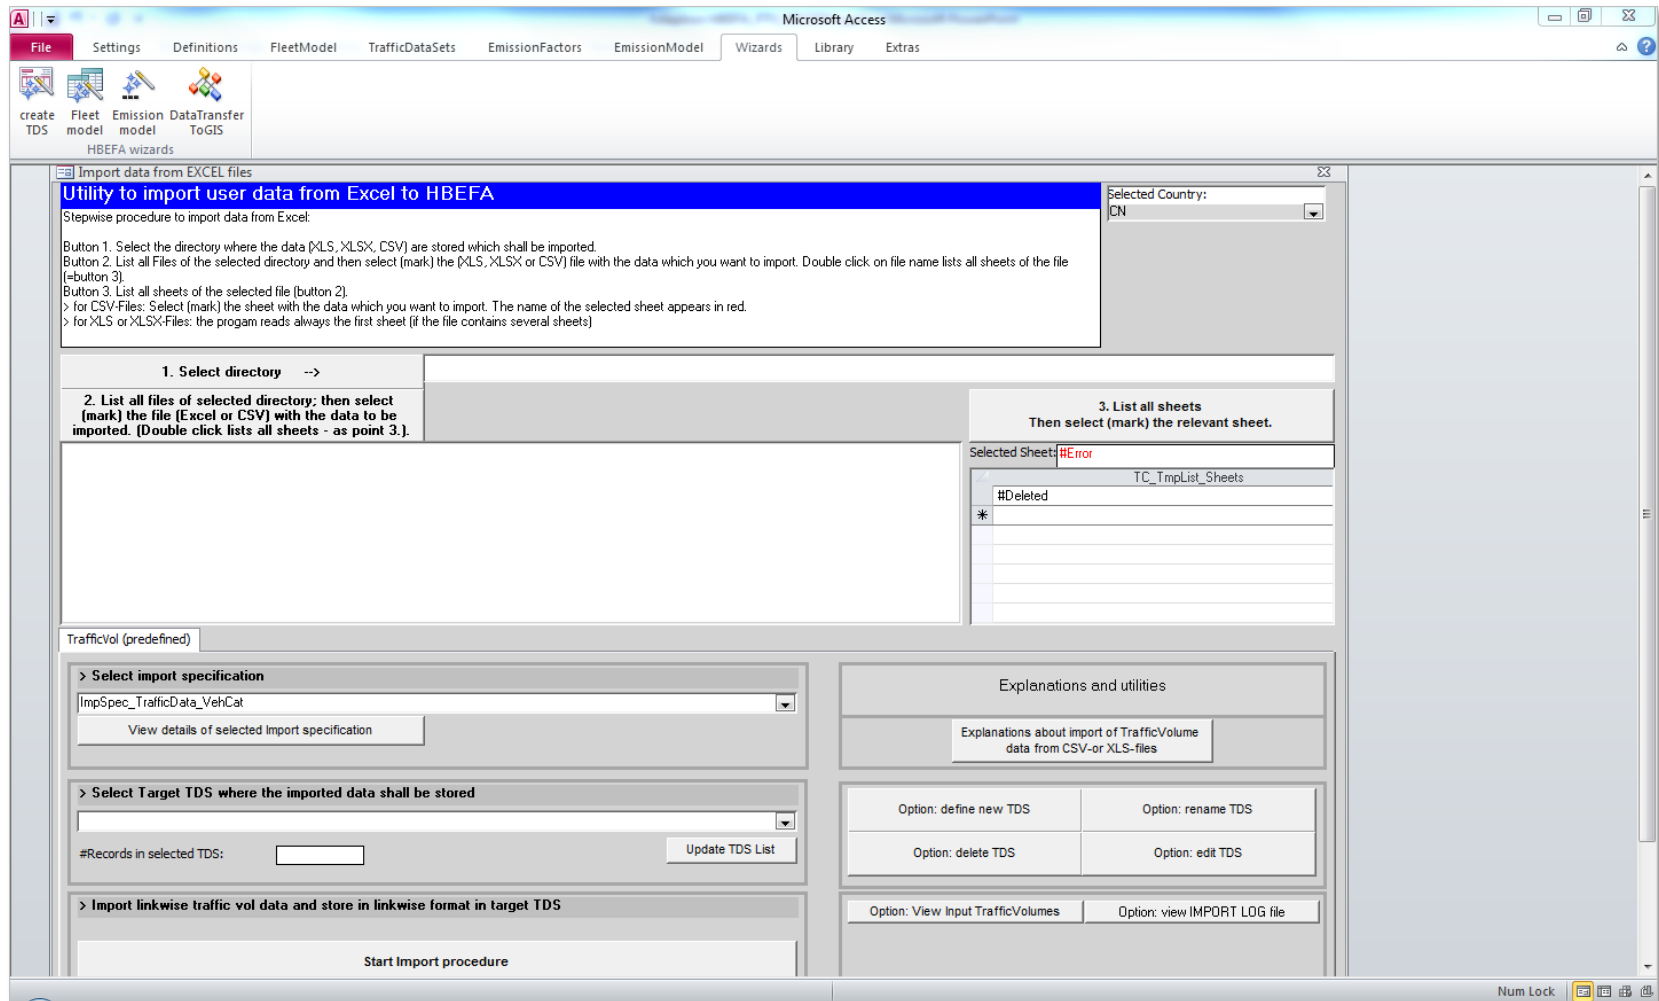 A
Microsoft Access
File Settings Definitions FleetModel TrafficDataSets EmissionFactors EmissionModel Wizards Library Extras
create TDS
Fleet model
Emission model
DataTransfer ToGIS
HBEFA wizards
Import data from EXCEL files
Utility to import user data from Excel to HBEFA
Selected Country:
CN
Stepwise procedure to import data from Excel:
Button 1. Select the directory where the data (XLS, XLSX, CSV) are stored which shall be imported.
Button 2. List all Files of the selected directory and then select (mark) the (XLS, XLSX or CSV) file with the data which you want to import. Double click on file name lists all sheets of the file
(=button 3).
Button 3. List all sheets of the selected file (button 2).
> for CSV-Files: Select (mark) the sheet with the data which you want to import. The name of the selected sheet appears in red.
> for XLS or XLSX-Files: the progam reads always the first sheet (if the file contains several sheets)
1. Select directory -->
2. List all files of selected directory; then select
(mark) the file (Excel or CSV) with the data to be
imported. (Double click lists all sheets - as point 3.).
3. List all sheets
Then select (mark) the relevant sheet.
Selected Sheet: #Error
TC_TmpList_Sheets
#Deleted
TrafficVol (predefined)
> Select import specification
ImpSpec_TrafficData_VehCat
View details of selected Import specification
Explanations and utilities
Explanations about import of TrafficVolume
data from CSV-or XLS-files
> Select Target TDS where the imported data shall be stored
#Records in selected TDS:
Update TDS List
Option: define new TDS
Option: rename TDS
Option: delete TDS
Option: edit TDS
> Import linkwise traffic vol data and store in linkwise format in target TDS
Start Import procedure
Option: View Input TrafficVolumes
Option: view IMPORT LOG file
Num Lock